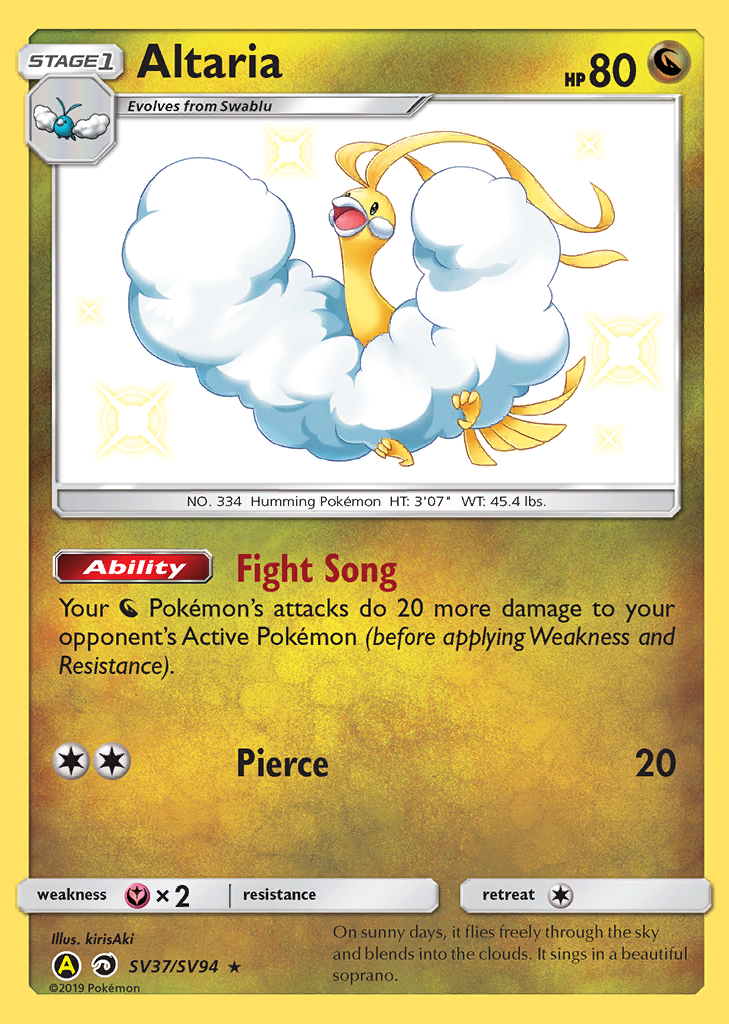 STAGE1
Altaria
HP 80
Evolves from Swablu
NO. 334 Humming Pokémon HT: 3'07" WT: 45.4 lbs.
Ability Fight Song
Your Pokémon's attacks do 20 more damage to your
opponent's Active Pokémon (before applying Weakness and
Resistance).
Pierce 20
weakness × 2 resistance retreat
Illus. kirisAki
A SV37/SV94 ★
©2019 Pokémon
On sunny days, it flies freely through the sky
and blends into the clouds. It sings in a beautiful
soprano.